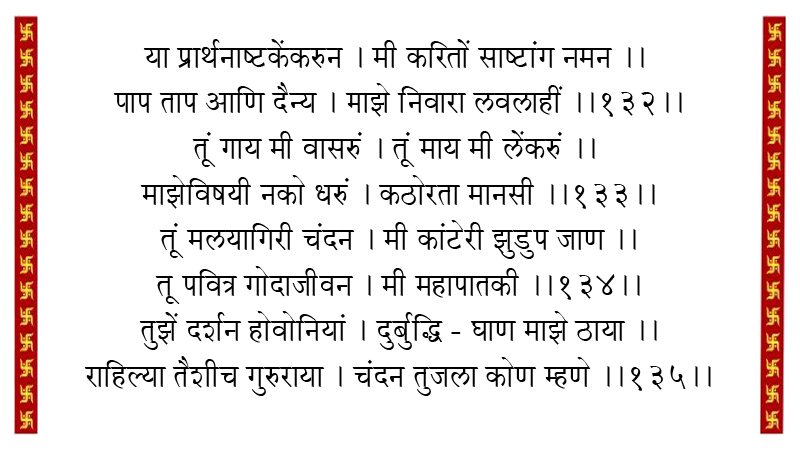 या प्रार्थनाष्टकेंकरुन । मी करितों साष्टांग नमन ।।
पाप ताप आणि दैन्य । माझे निवारा लवलाहीं ।।१३२।।
तूं गाय मी वासरुं । तूं माय मी लेंकरुं ।।
माझेविषयी नको धरुं । कठोरता मानसी ।।१३३।।
तूं मलयागिरी चंदन । मी कांटेरी झुडुप जाण ।।
तू पवित्र गोदाजीवन । मी महापातकी ।।१३४।।
तुझें दर्शन होवोनियां । दुर्बुद्धि - घाण माझे ठाया ।।
राहिल्या तैशीच गुरुराया । चंदन तुजला कोण म्हणे ।।१३५।।